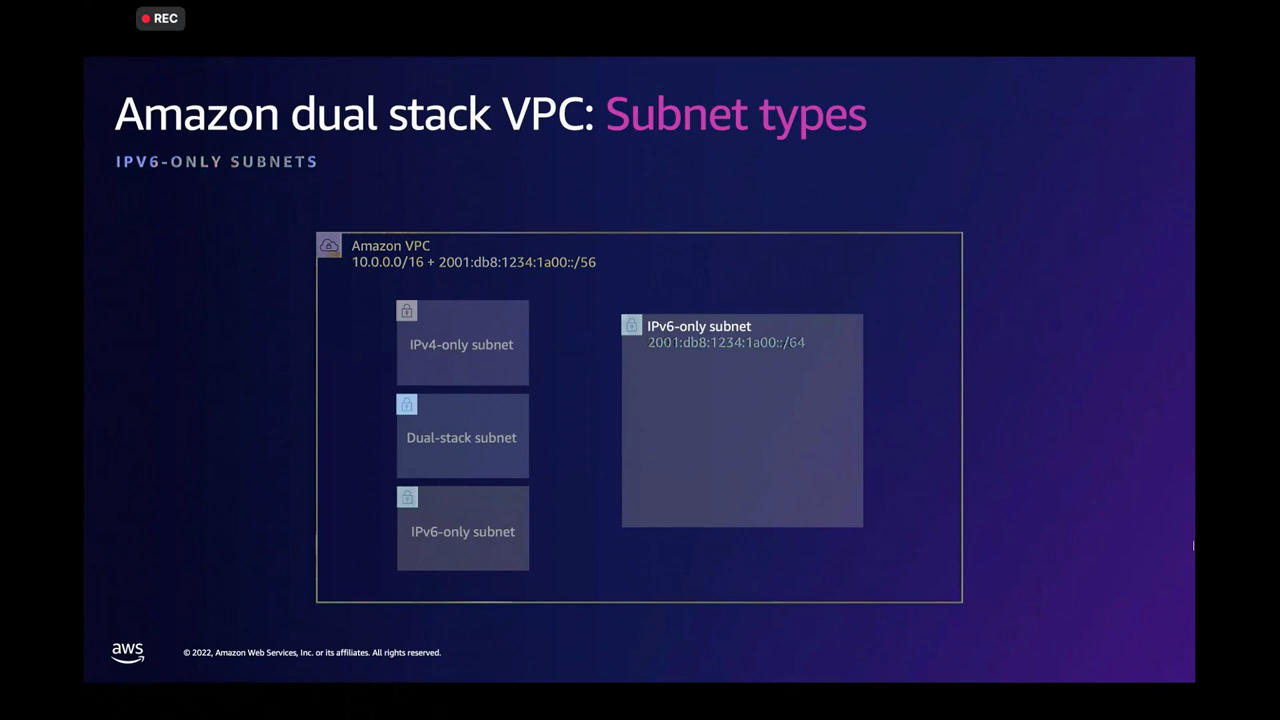 REC
Amazon dual stack VPC: Subnet types
IPV6-ONLY SUBNETS
Amazon VPC
10.0.0.0/16 + 2001:db8:1234:1a00::/56
IPv4-only subnet
Dual-stack subnet
IPv6-only subnet
IPv6-only subnet
2001:db8:1234:1a00::/64
aws
© 2022, Amazon Web Services, Inc. or its affiliates. All rights reserved.